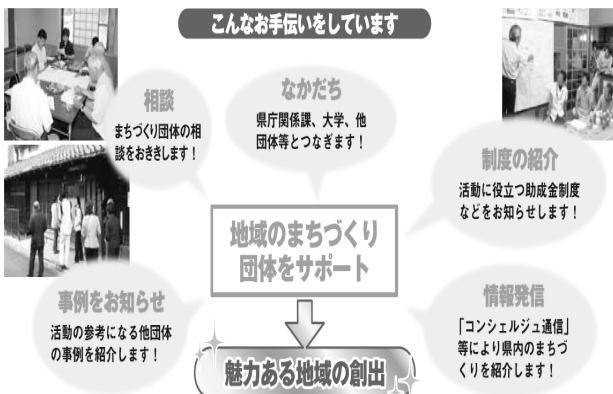 こんなお手伝いをしています
相談
まちづくり団体の相
談をおききします！
なかだち
県庁関係課、大学、他
団体等とつなぎます！
制度の紹介
活動に役立つ助成金制度
などをお知らせします！
地域のまちづくり
団体をサポート
事例をお知らせ
活動の参考になる他団体
の事例を紹介します！
情報発信
「コンシェルジュ通信」
等により県内のまちづ
くりを紹介します！
魅力ある地域の創出